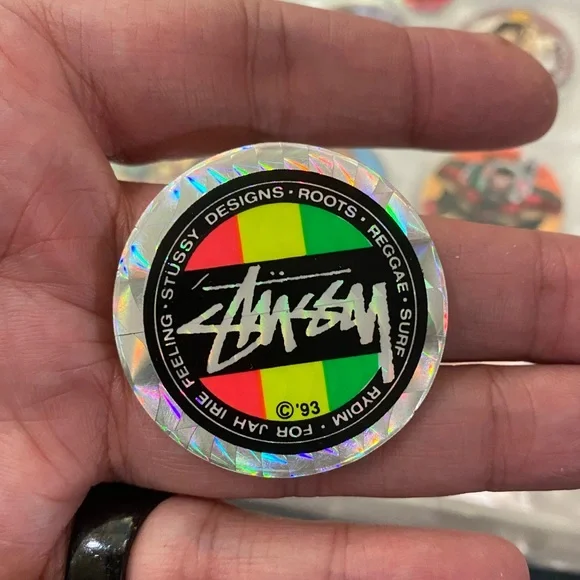 STÜSSY DESIGNS · ROOTS · REGGAE · SURF RYDIM · FOR JAH IRIE FEELING ·
Stüssy
© '93